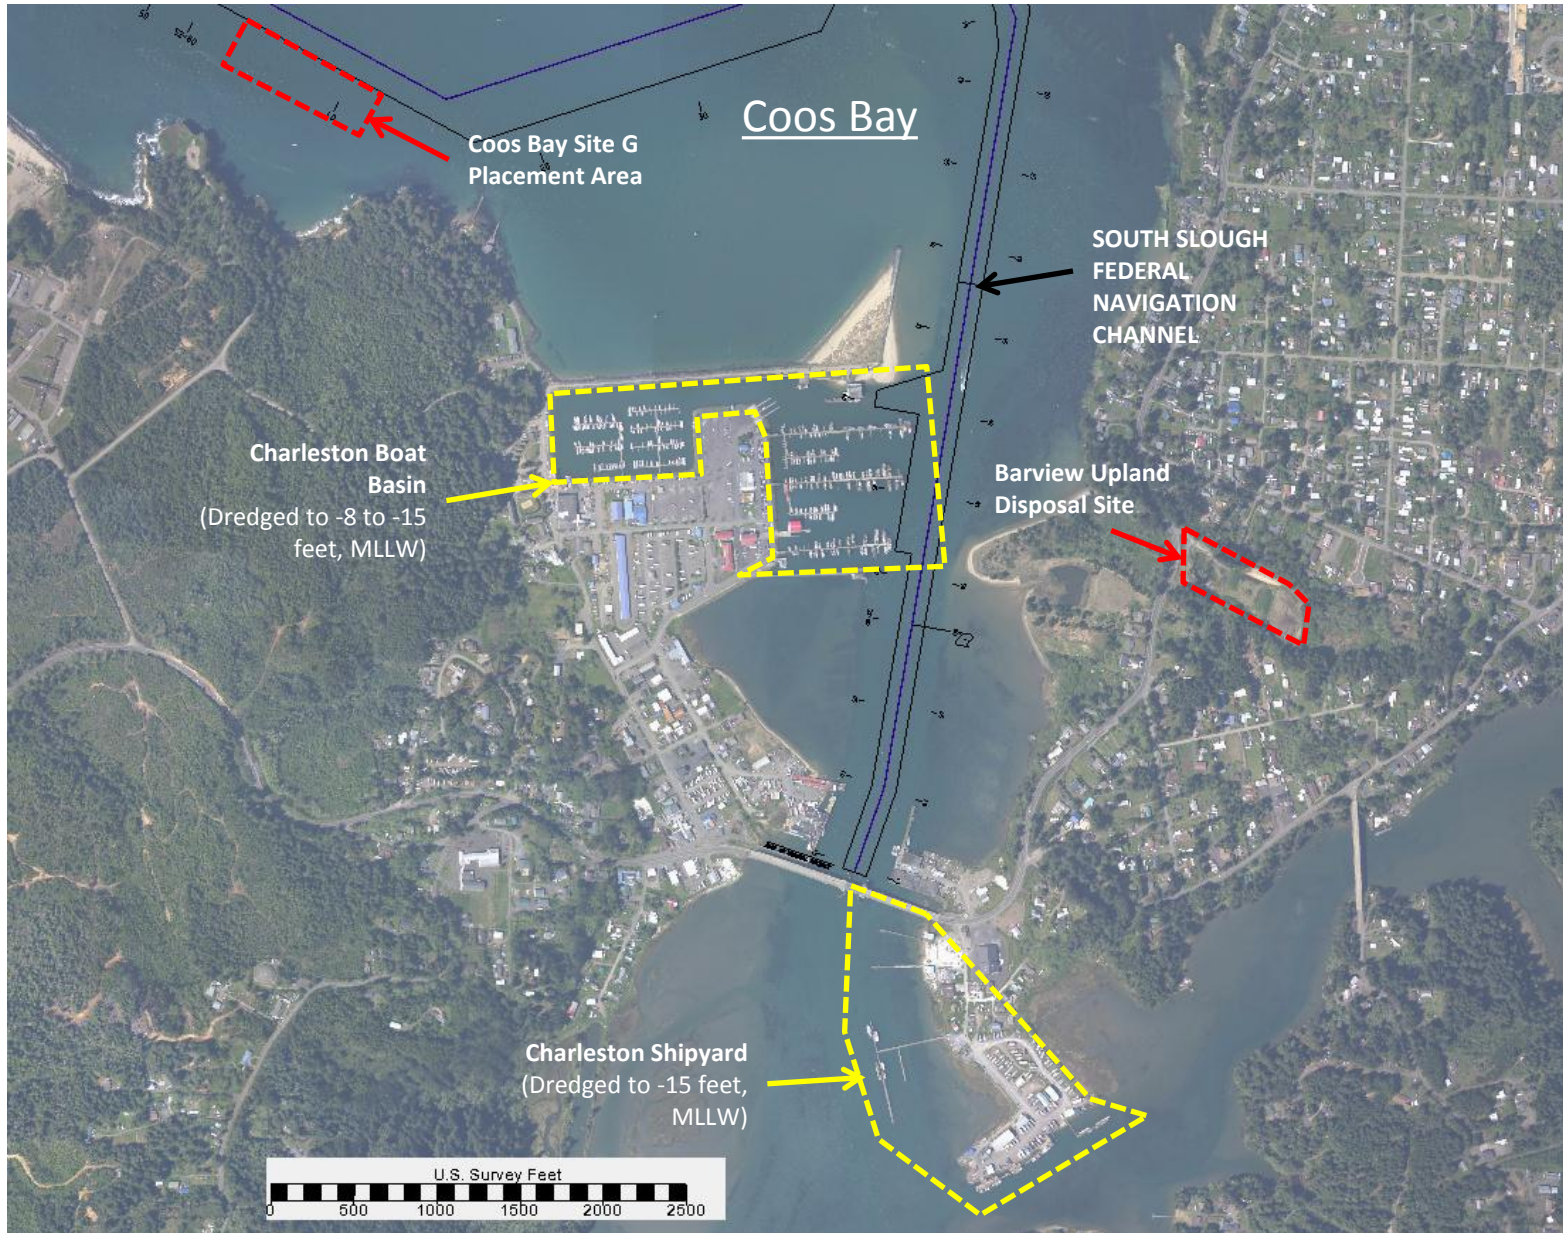 Coos Bay
Coos Bay Site G
Placement Area
SOUTH SLOUGH
FEDERAL
NAVIGATION
CHANNEL
Charleston Boat
Basin
(Dredged to -8 to -15
feet, MLLW)
Barview Upland
Disposal Site
Charleston Shipyard
(Dredged to -15 feet,
MLLW)
U.S. Survey Feet
0 500 1000 1500 2000 2500